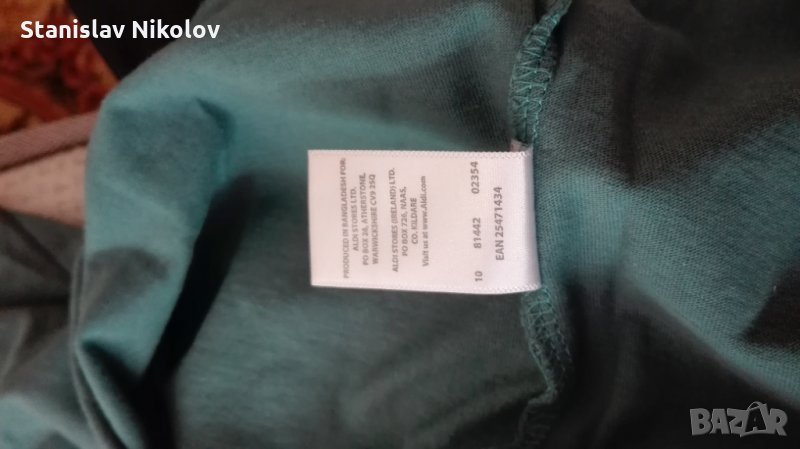 Stanislav Nikolov
PRODUCED IN BANGLADESH FOR:
ALDI STORES LTD.
PO BOX 26, ATHERSTONE,
WARWICKSHIRE CV9 2SQ
ALDI STORES (IRELAND) LTD.
PO BOX 726, NAAS,
CO. KILDARE
Visit us at www.Aldi.com
10 81442 02354
EAN 25471434
BAZAR